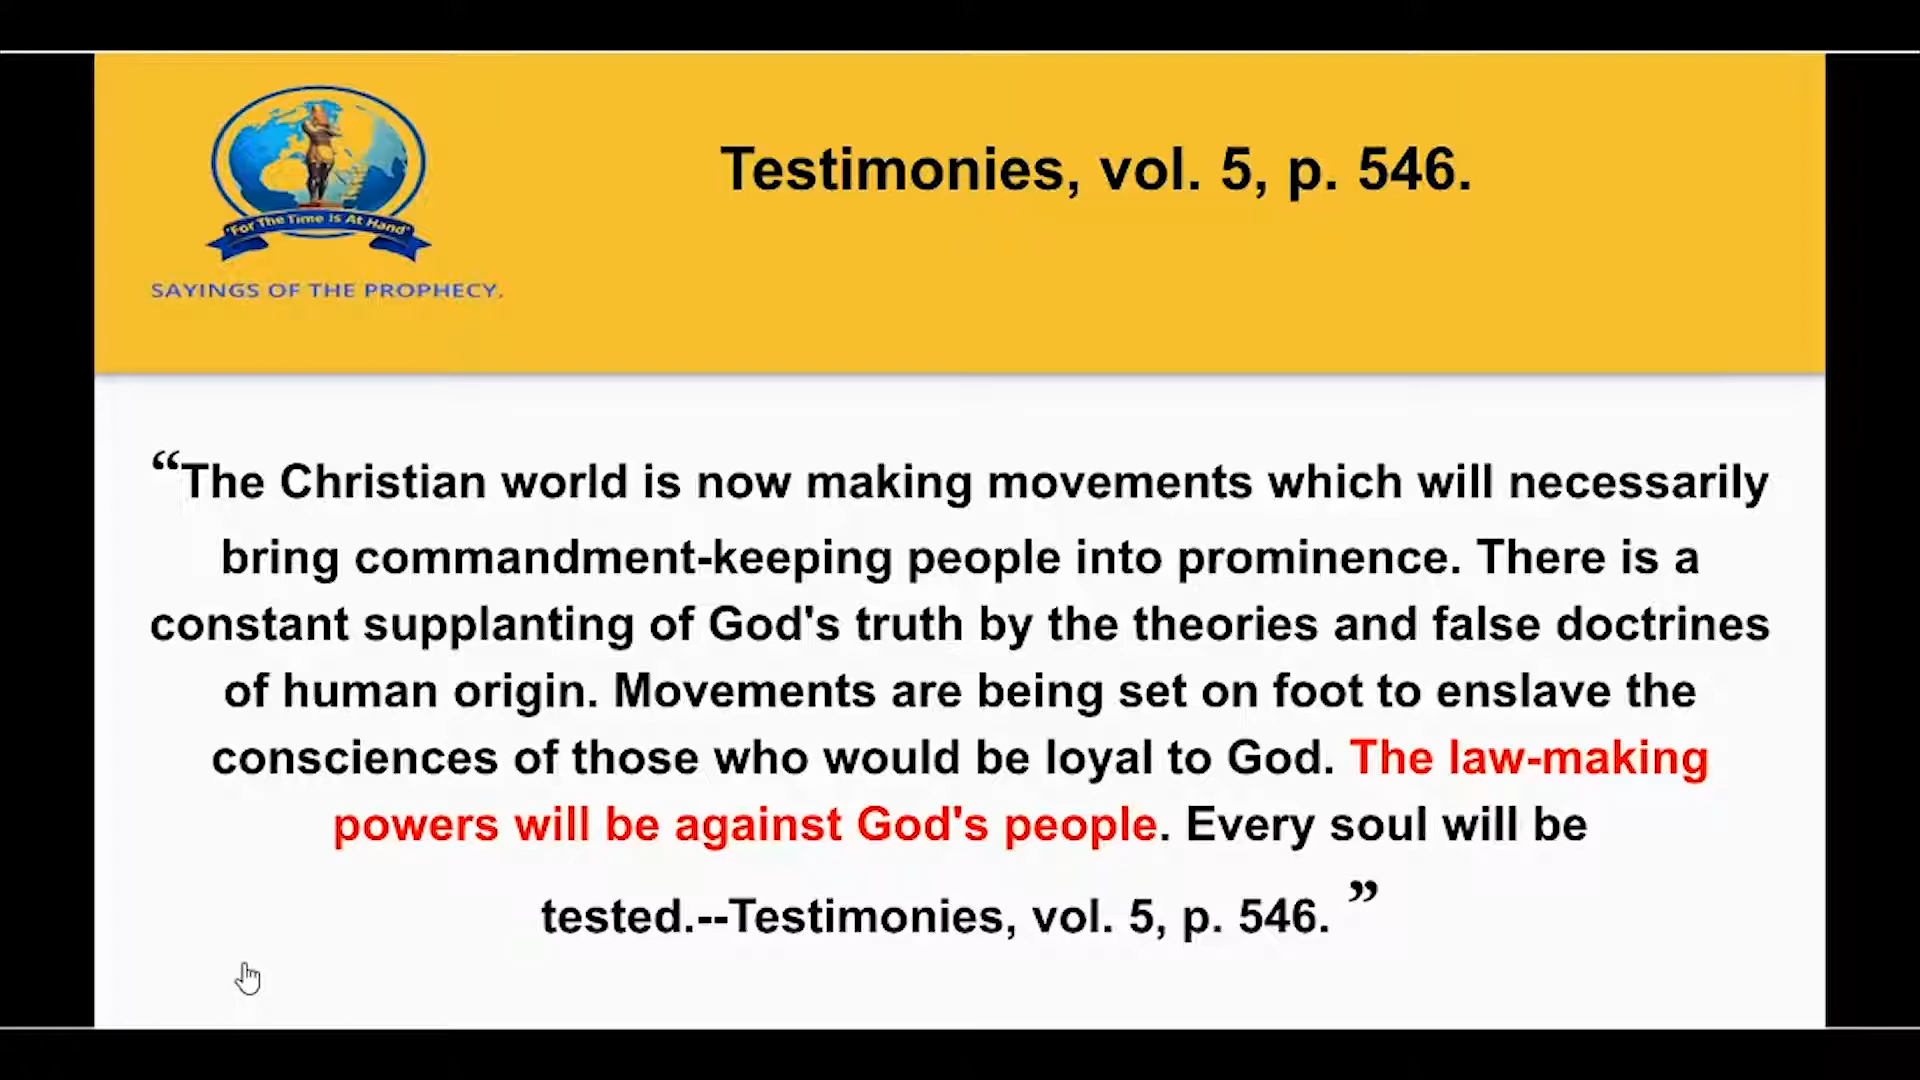 Testimonies, vol. 5, p. 546.
"For The Time Is At Hand"
SAYINGS OF THE PROPHECY.
“The Christian world is now making movements which will necessarily
bring commandment-keeping people into prominence. There is a
constant supplanting of God's truth by the theories and false doctrines
of human origin. Movements are being set on foot to enslave the
consciences of those who would be loyal to God. The law-making
powers will be against God's people. Every soul will be
tested.--Testimonies, vol. 5, p. 546. ”